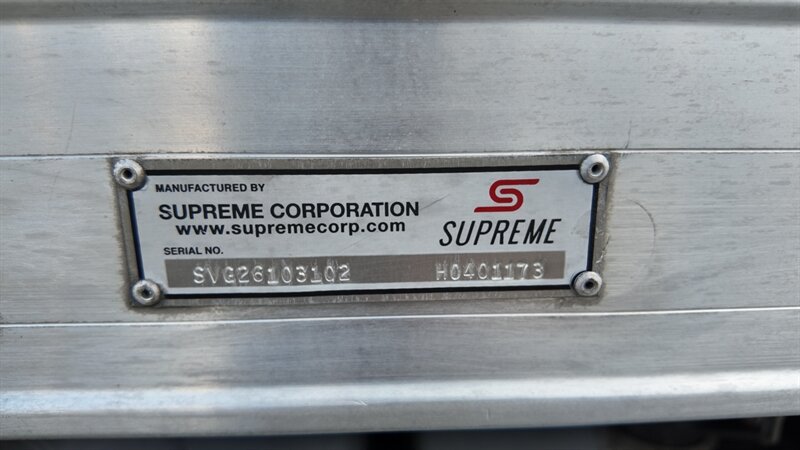 MANUFACTURED BY
SUPREME CORPORATION
www.supremecorp.com
SUPREME
SERIAL NO.
SVG26103102 H0401173